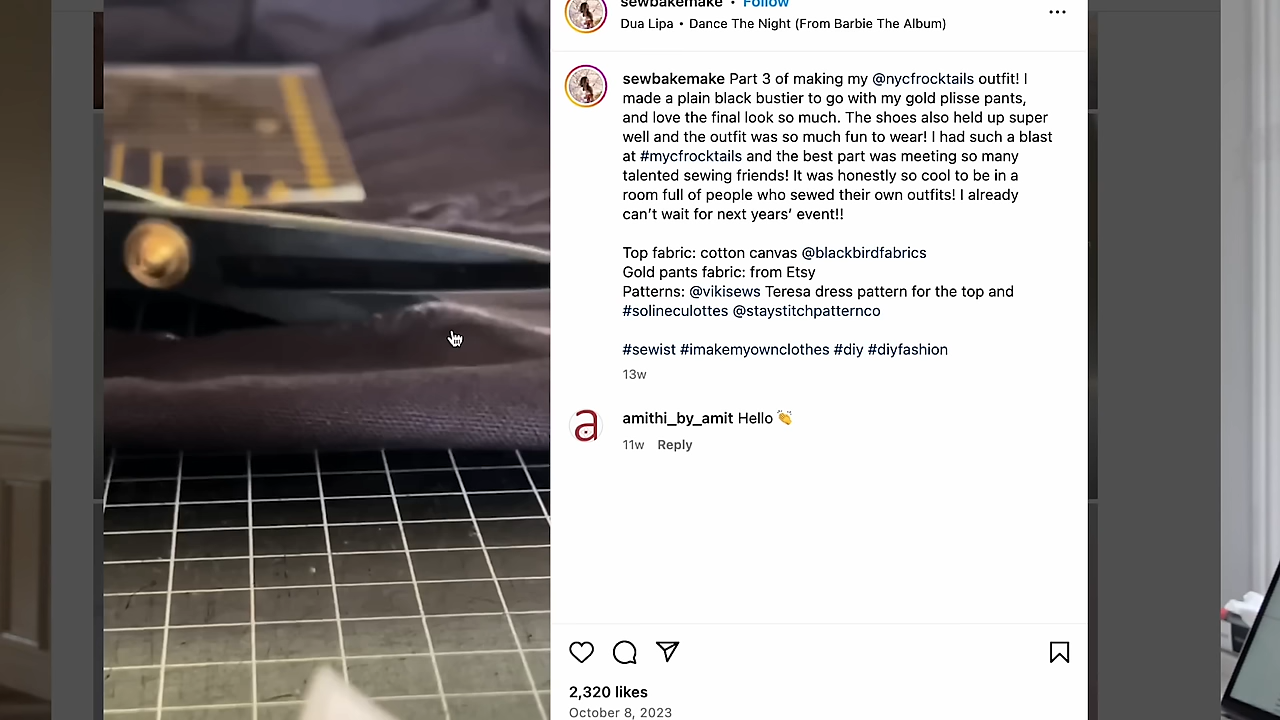 sewbakemake • Follow
Dua Lipa • Dance The Night (From Barbie The Album)
sewbakemake Part 3 of making my @nycfrocktails outfit! I
made a plain black bustier to go with my gold plisse pants,
and love the final look so much. The shoes also held up super
well and the outfit was so much fun to wear! I had such a blast
at #mycfrocktails and the best part was meeting so many
talented sewing friends! It was honestly so cool to be in a
room full of people who sewed their own outfits! I already
can’t wait for next years’ event!!
Top fabric: cotton canvas @blackbirdfabrics
Gold pants fabric: from Etsy
Patterns: @vikisews Teresa dress pattern for the top and
#solineculottes @staystitchpatternco
#sewist #imakemyownclothes #diy #diyfashion
13w
amithi_by_amit Hello 👏
11w Reply
2,320 likes
October 8, 2023